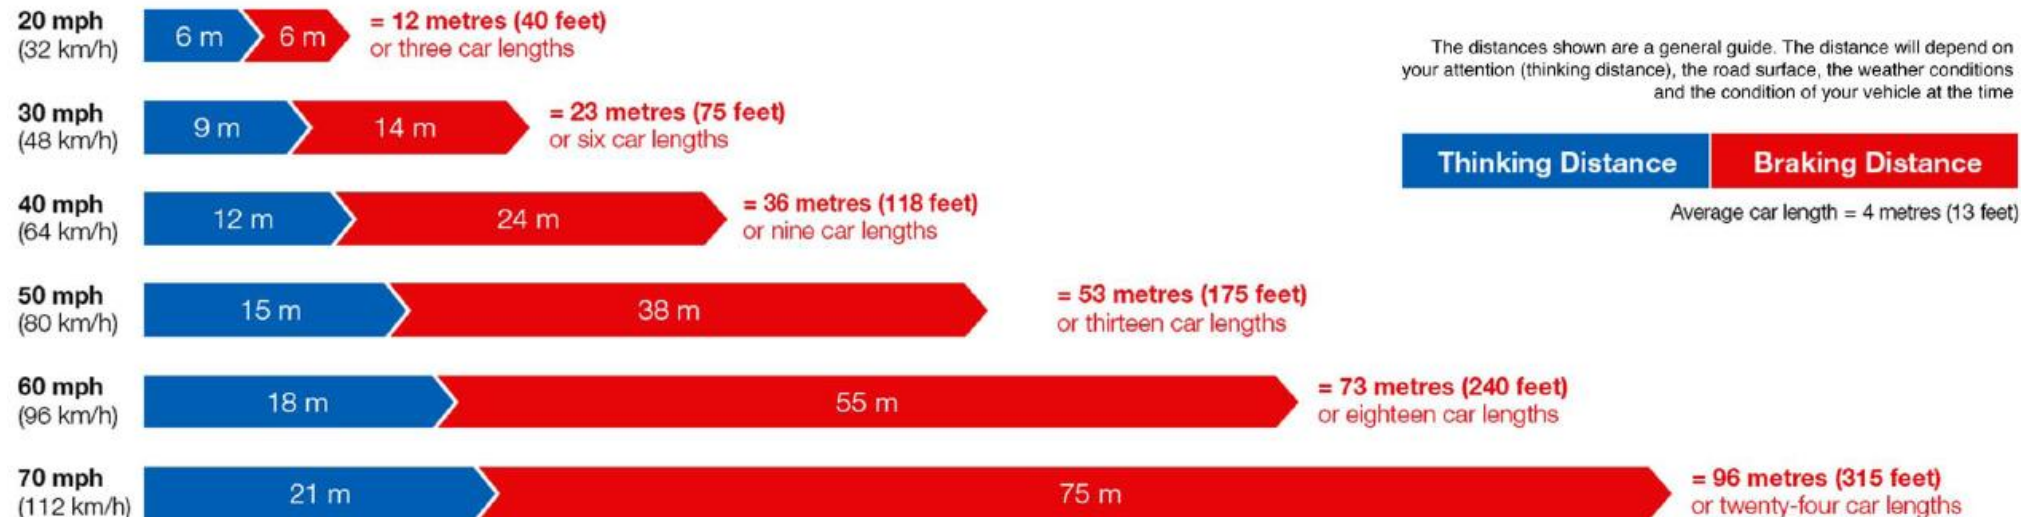 20 mph
(32 km/h)
6 m
6 m
= 12 metres (40 feet)
or three car lengths
The distances shown are a general guide. The distance will depend on
your attention (thinking distance), the road surface, the weather conditions
and the condition of your vehicle at the time
30 mph
(48 km/h)
9 m
14 m
= 23 metres (75 feet)
or six car lengths
Thinking Distance
Braking Distance
Average car length = 4 metres (13 feet)
40 mph
(64 km/h)
12 m
24 m
= 36 metres (118 feet)
or nine car lengths
50 mph
(80 km/h)
15 m
38 m
= 53 metres (175 feet)
or thirteen car lengths
60 mph
(96 km/h)
18 m
55 m
= 73 metres (240 feet)
or eighteen car lengths
70 mph
(112 km/h)
21 m
75 m
= 96 metres (315 feet)
or twenty-four car lengths